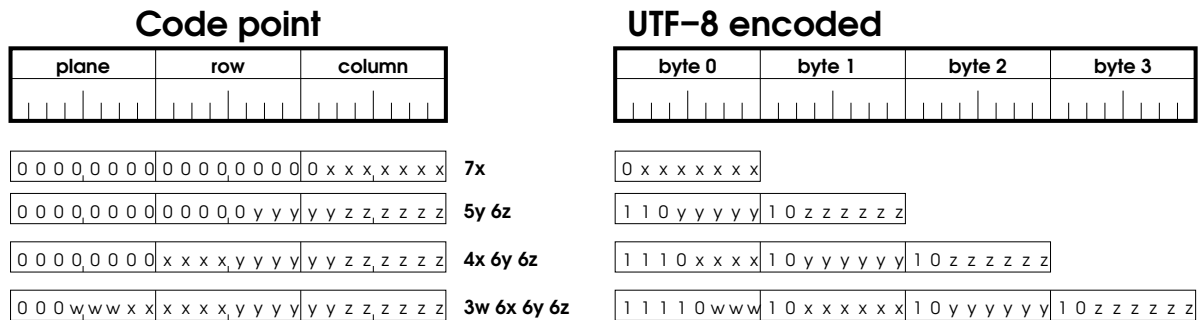 Code point UTF–8 encoded
plane row column byte 0 byte 1 byte 2 byte 3
0 0 0 0 0 0 0 0 0 0 0 0 0 0 0 0 0 x x x x x x x 7x 0 x x x x x x x
0 0 0 0 0 0 0 0 0 0 0 0 0 y y y y y z z z z z z 5y 6z 1 1 0 y y y y y 1 0 z z z z z z
0 0 0 0 0 0 0 0 x x x x y y y y y y z z z z z z 4x 6y 6z 1 1 1 0 x x x x 1 0 y y y y y y 1 0 z z z z z z
0 0 0 w w w x x x x x x y y y y y y z z z z z z 3w 6x 6y 6z 1 1 1 1 0 w w w 1 0 x x x x x x 1 0 y y y y y y 1 0 z z z z z z